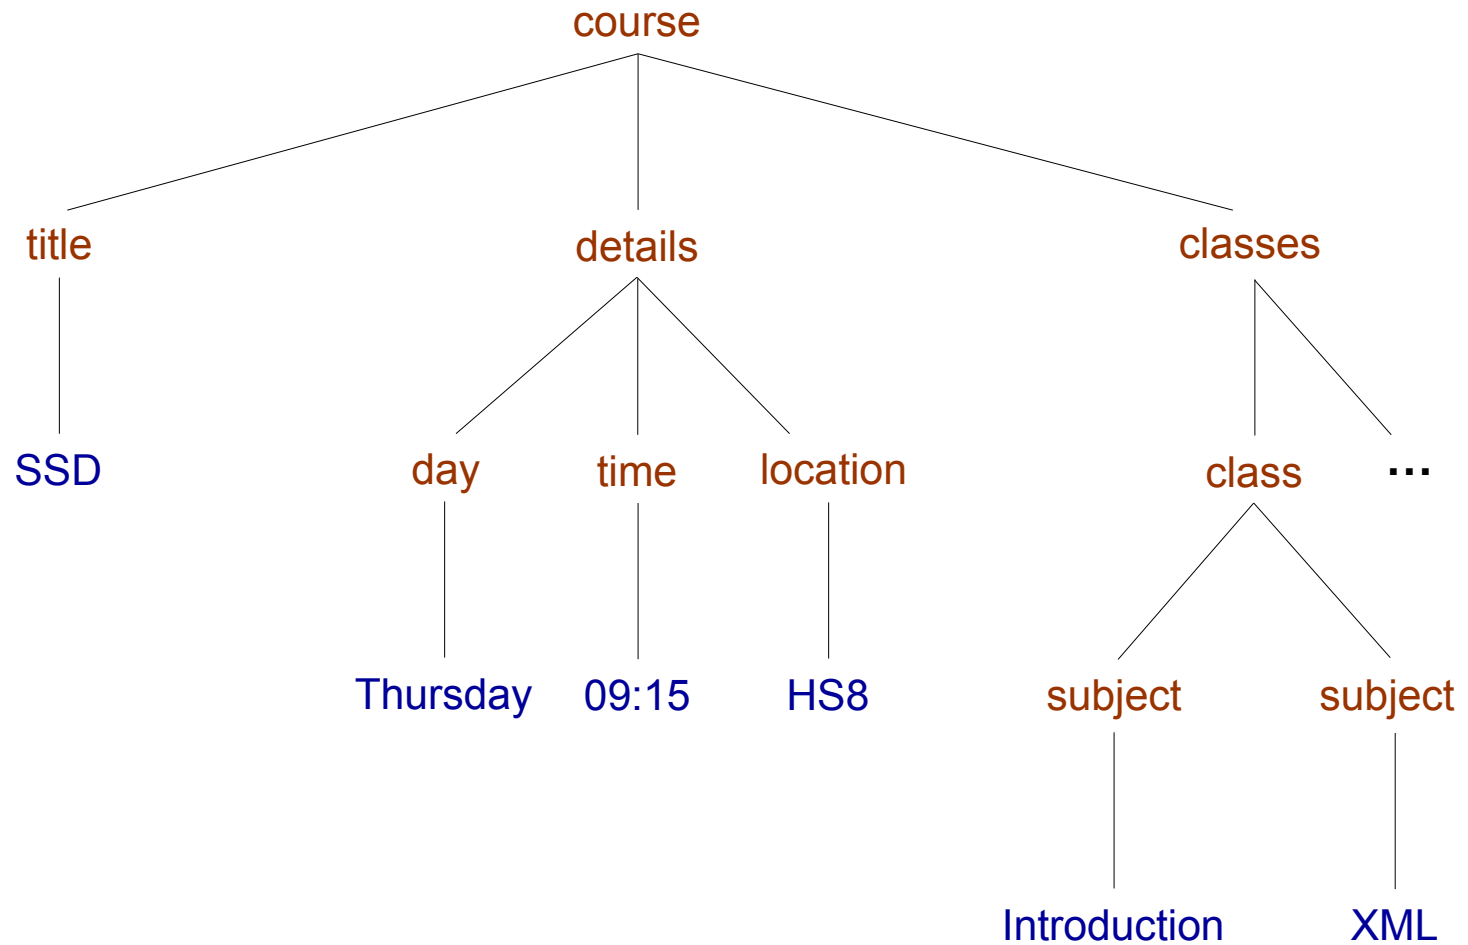 course
title details classes
SSD day time location class ...
Thursday 09:15 HS8 subject subject
Introduction XML